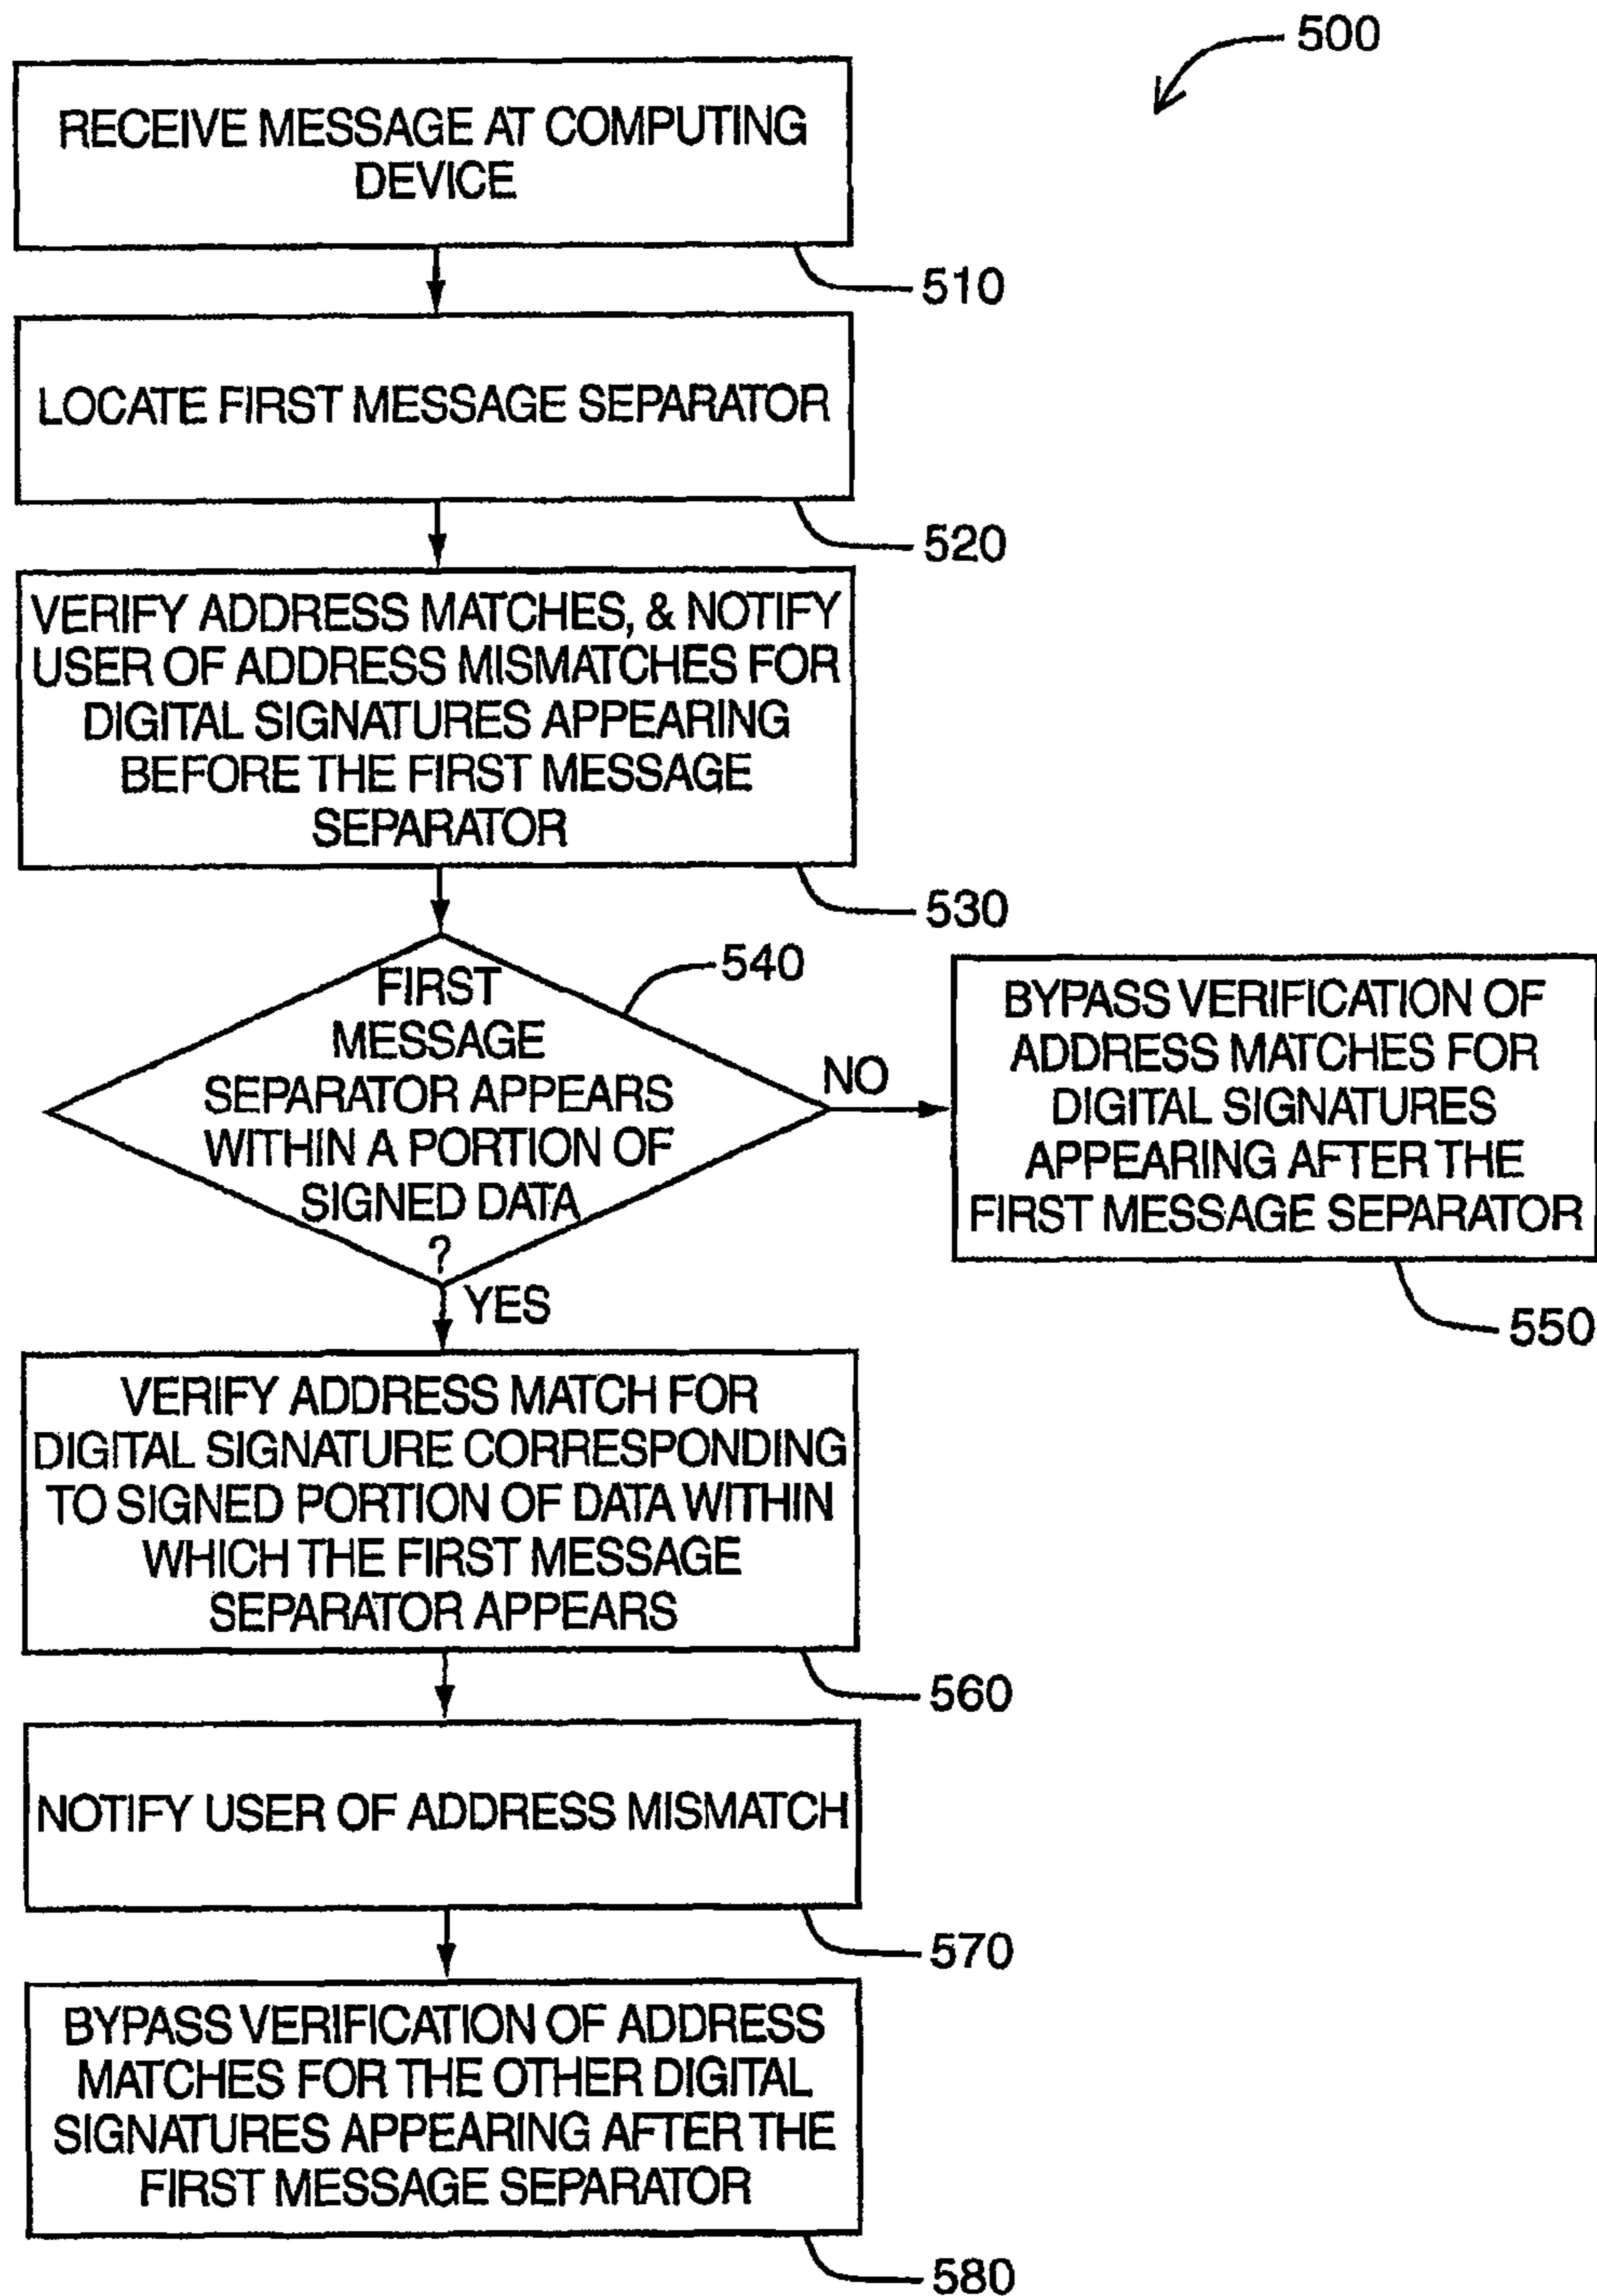 500
RECEIVE MESSAGE AT COMPUTING
DEVICE
510
LOCATE FIRST MESSAGE SEPARATOR
520
VERIFY ADDRESS MATCHES, & NOTIFY
USER OF ADDRESS MISMATCHES FOR
DIGITAL SIGNATURES APPEARING
BEFORE THE FIRST MESSAGE
SEPARATOR
530
FIRST
MESSAGE
SEPARATOR APPEARS
WITHIN A PORTION OF
SIGNED DATA
?
540
NO
BYPASS VERIFICATION OF
ADDRESS MATCHES FOR
DIGITAL SIGNATURES
APPEARING AFTER THE
FIRST MESSAGE SEPARATOR
550
YES
VERIFY ADDRESS MATCH FOR
DIGITAL SIGNATURE CORRESPONDING
TO SIGNED PORTION OF DATA WITHIN
WHICH THE FIRST MESSAGE
SEPARATOR APPEARS
560
NOTIFY USER OF ADDRESS MISMATCH
570
BYPASS VERIFICATION OF ADDRESS
MATCHES FOR THE OTHER DIGITAL
SIGNATURES APPEARING AFTER THE
FIRST MESSAGE SEPARATOR
580